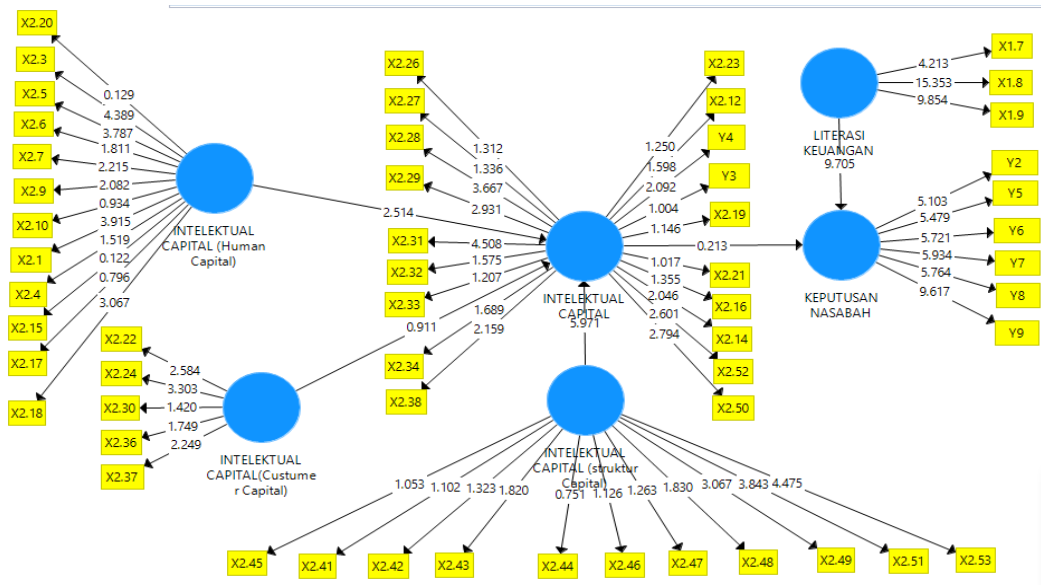 X2.20
X2.3
X2.5
X2.6
X2.7
X2.9
X2.10
X2.1
X2.4
X2.15
X2.17
X2.18
0.129
4.389
3.787
1.811
2.215
2.082
0.934
3.915
1.519
0.122
0.796
3.067
INTELEKTUAL
CAPITAL (Human
Capital)
2.514
X2.22
X2.24
X2.30
X2.36
X2.37
2.584
3.303
1.420
1.749
2.249
INTELEKTUAL
CAPITAL(Custume
r Capital)
0.911
X2.26
X2.27
X2.28
X2.29
X2.31
X2.32
X2.33
X2.34
X2.38
1.312
1.336
3.667
2.931
4.508
1.575
1.207
1.689
2.159
INTELEKTUAL
CAPITAL
5.971
X2.23
X2.12
Y4
Y3
X2.19
X2.21
X2.16
X2.14
X2.52
X2.50
1.250
1.598
2.092
1.004
1.146
0.213
1.017
1.355
2.046
2.601
2.794
INTELEKTUAL
CAPITAL (struktur
Capital)
1.053
1.102
1.323
1.820
0.751
1.126
1.263
1.830
3.067
3.843
4.475
X2.45
X2.41
X2.42
X2.43
X2.44
X2.46
X2.47
X2.48
X2.49
X2.51
X2.53
LITERASI
KEUANGAN
9.705
4.213
15.353
9.854
X1.7
X1.8
X1.9
KEPUTUSAN
NASABAH
5.103
5.479
5.721
5.934
5.764
9.617
Y2
Y5
Y6
Y7
Y8
Y9